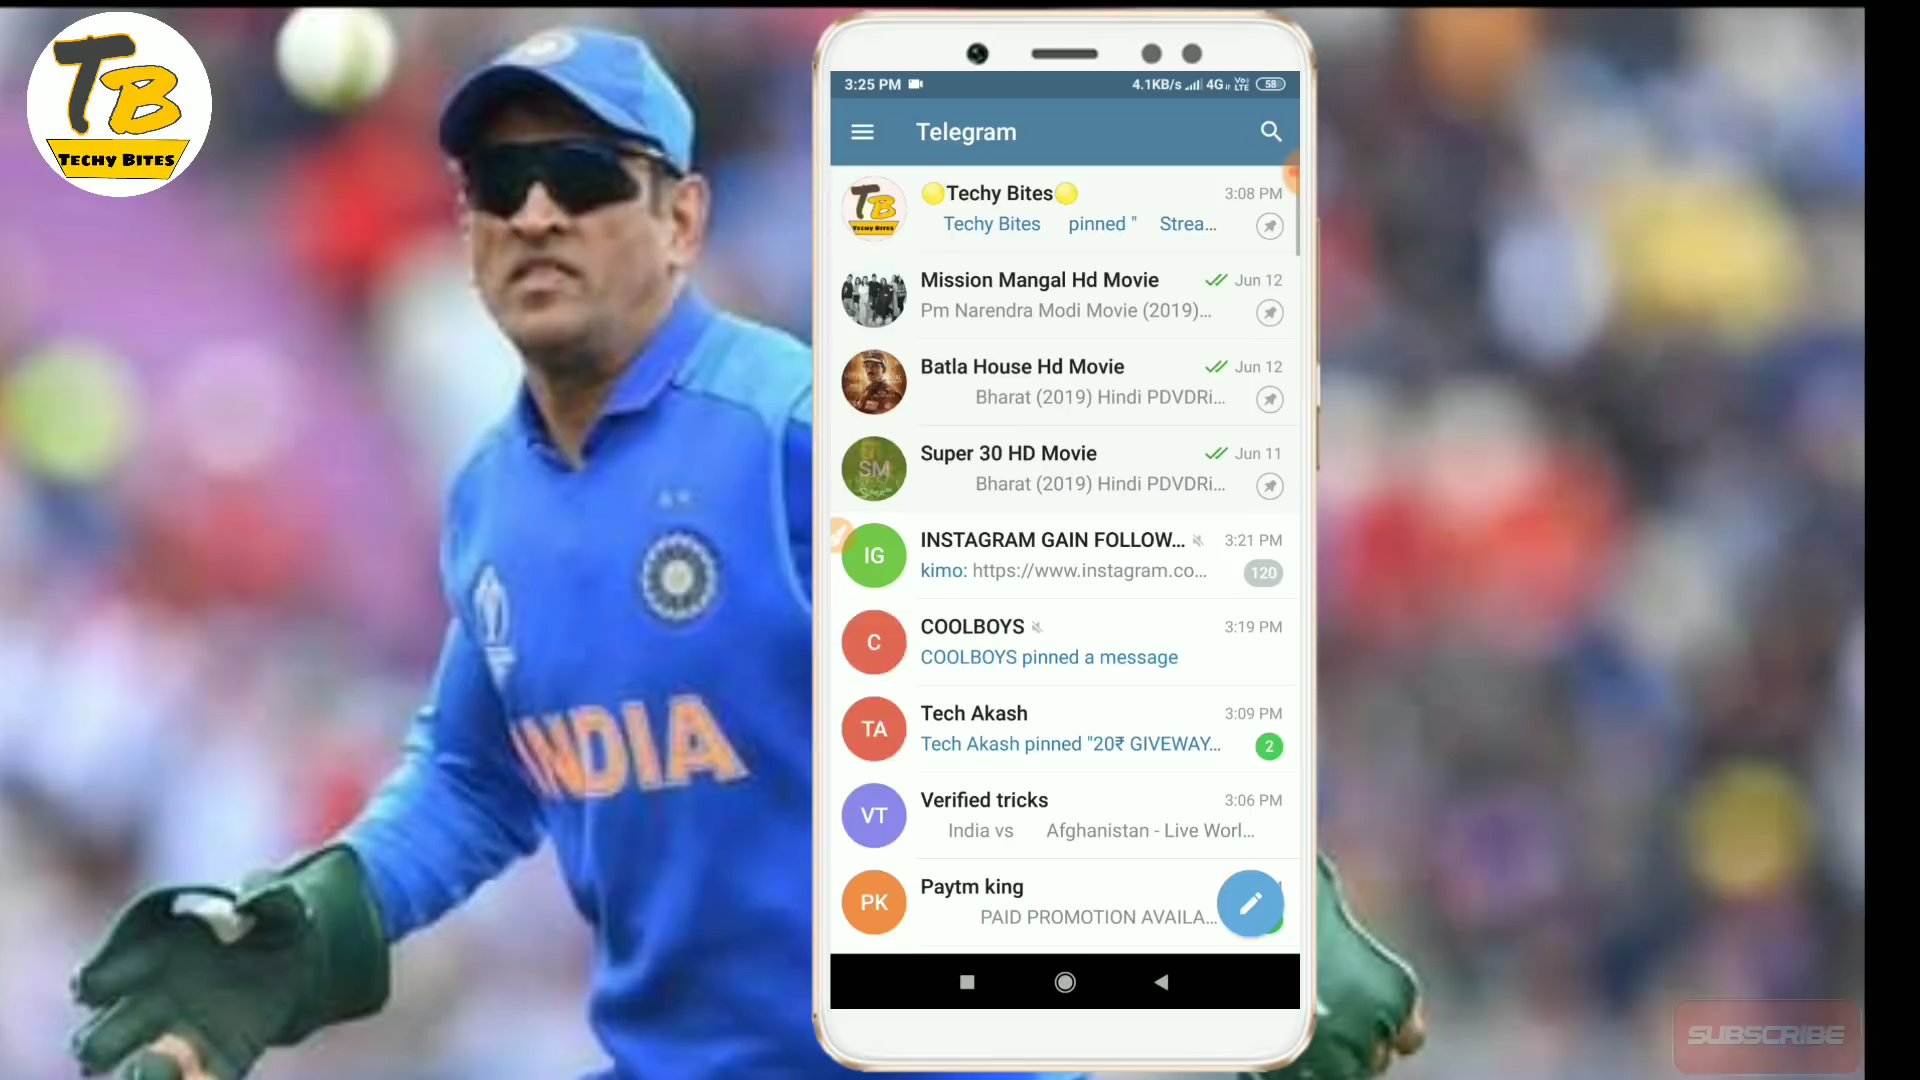 TB
TECHY BITES
INDIA
3:25 PM 4.1KB/s 4G VoLTE 58
Telegram
Techy Bites 3:08 PM
Techy Bites pinned " Strea...
Mission Mangal Hd Movie Jun 12
Pm Narendra Modi Movie (2019)...
Batla House Hd Movie Jun 12
Bharat (2019) Hindi PDVDRi...
SM
Super 30 HD Movie Jun 11
Bharat (2019) Hindi PDVDRi...
IG
INSTAGRAM GAIN FOLLOW... 3:21 PM
kimo: https://www.instagram.co... 120
C
COOLBOYS 3:19 PM
COOLBOYS pinned a message
TA
Tech Akash 3:09 PM
Tech Akash pinned "20₹ GIVEWAY... 2
VT
Verified tricks 3:06 PM
India vs Afghanistan - Live Worl...
PK
Paytm king
PAID PROMOTION AVAILA...
SUBSCRIBE